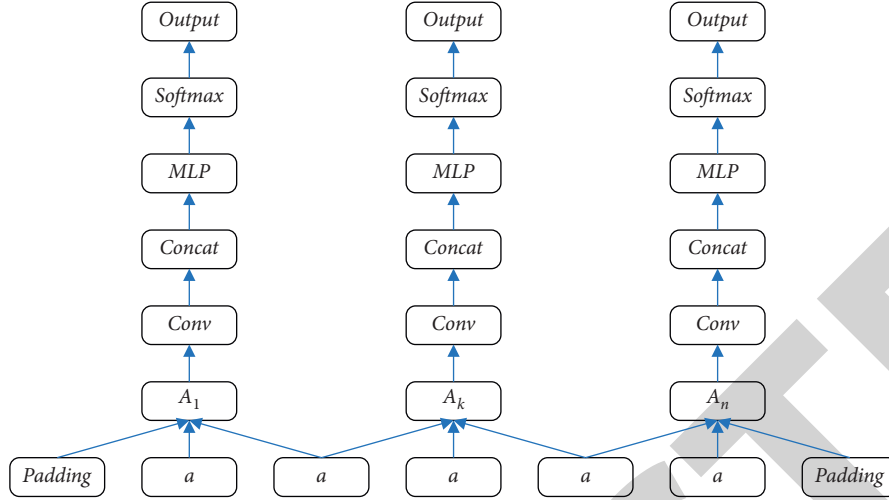 Output Output Output
Softmax Softmax Softmax
MLP MLP MLP
Concat Concat Concat
Conv Conv Conv
A₁ Aₖ Aₙ
Padding a a a a a Padding